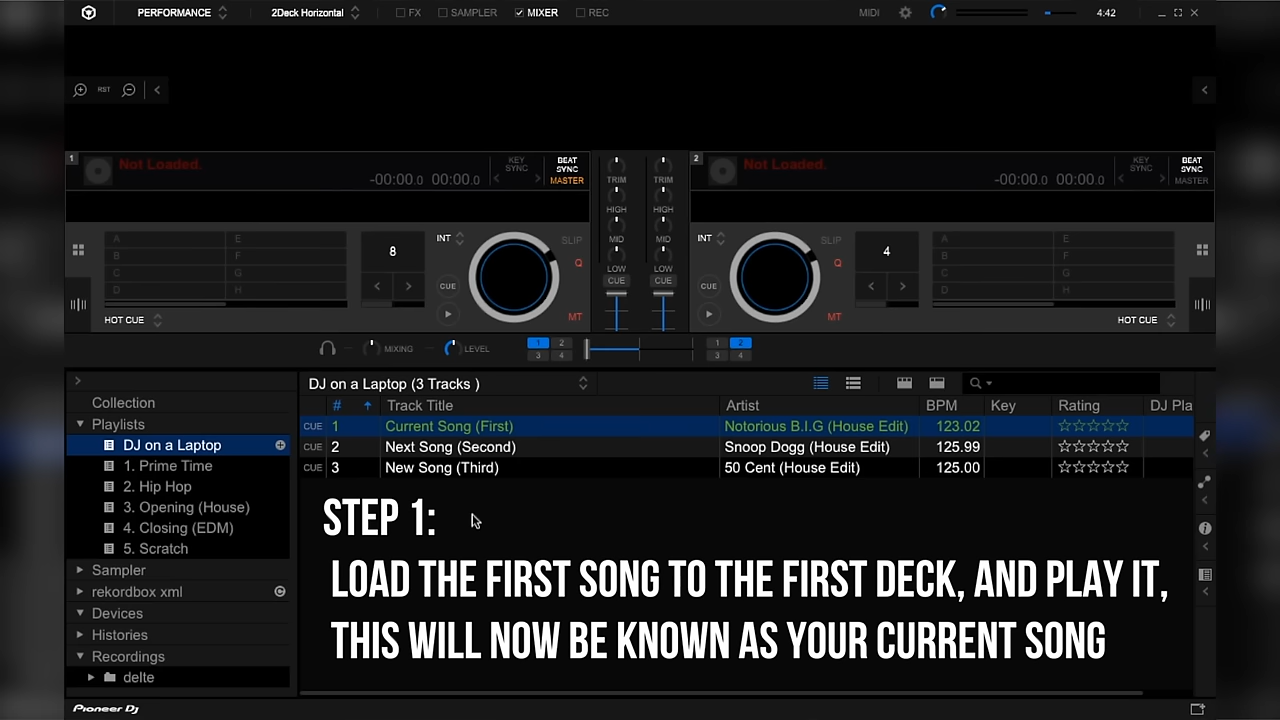 PERFORMANCE 2Deck Horizontal FX SAMPLER MIXER REC MIDI 4:42
RST
1 Not Loaded. -00:00.0 00:00.0 KEY SYNC BEAT SYNC MASTER
2 Not Loaded. -00:00.0 00:00.0 KEY SYNC BEAT SYNC MASTER
TRIM TRIM
HIGH HIGH
MID MID
LOW LOW
CUE CUE
A E 8 INT SLIP
B F Q
C G CUE
D H MT
HOT CUE
INT SLIP 4 A E
Q B F
CUE C G
MT D H
HOT CUE
MIXING LEVEL 1 2 3 4 1 2 3 4
Collection
Playlists
DJ on a Laptop
1. Prime Time
2. Hip Hop
3. Opening (House)
4. Closing (EDM)
5. Scratch
Sampler
rekordbox xml
Devices
Histories
Recordings
delte
DJ on a Laptop (3 Tracks )
# Track Title Artist BPM Key Rating DJ Pla
CUE 1 Current Song (First) Notorious B.I.G (House Edit) 123.02
CUE 2 Next Song (Second) Snoop Dogg (House Edit) 125.99
CUE 3 New Song (Third) 50 Cent (House Edit) 125.00
STEP 1:
LOAD THE FIRST SONG TO THE FIRST DECK, AND PLAY IT,
THIS WILL NOW BE KNOWN AS YOUR CURRENT SONG
Pioneer Dj